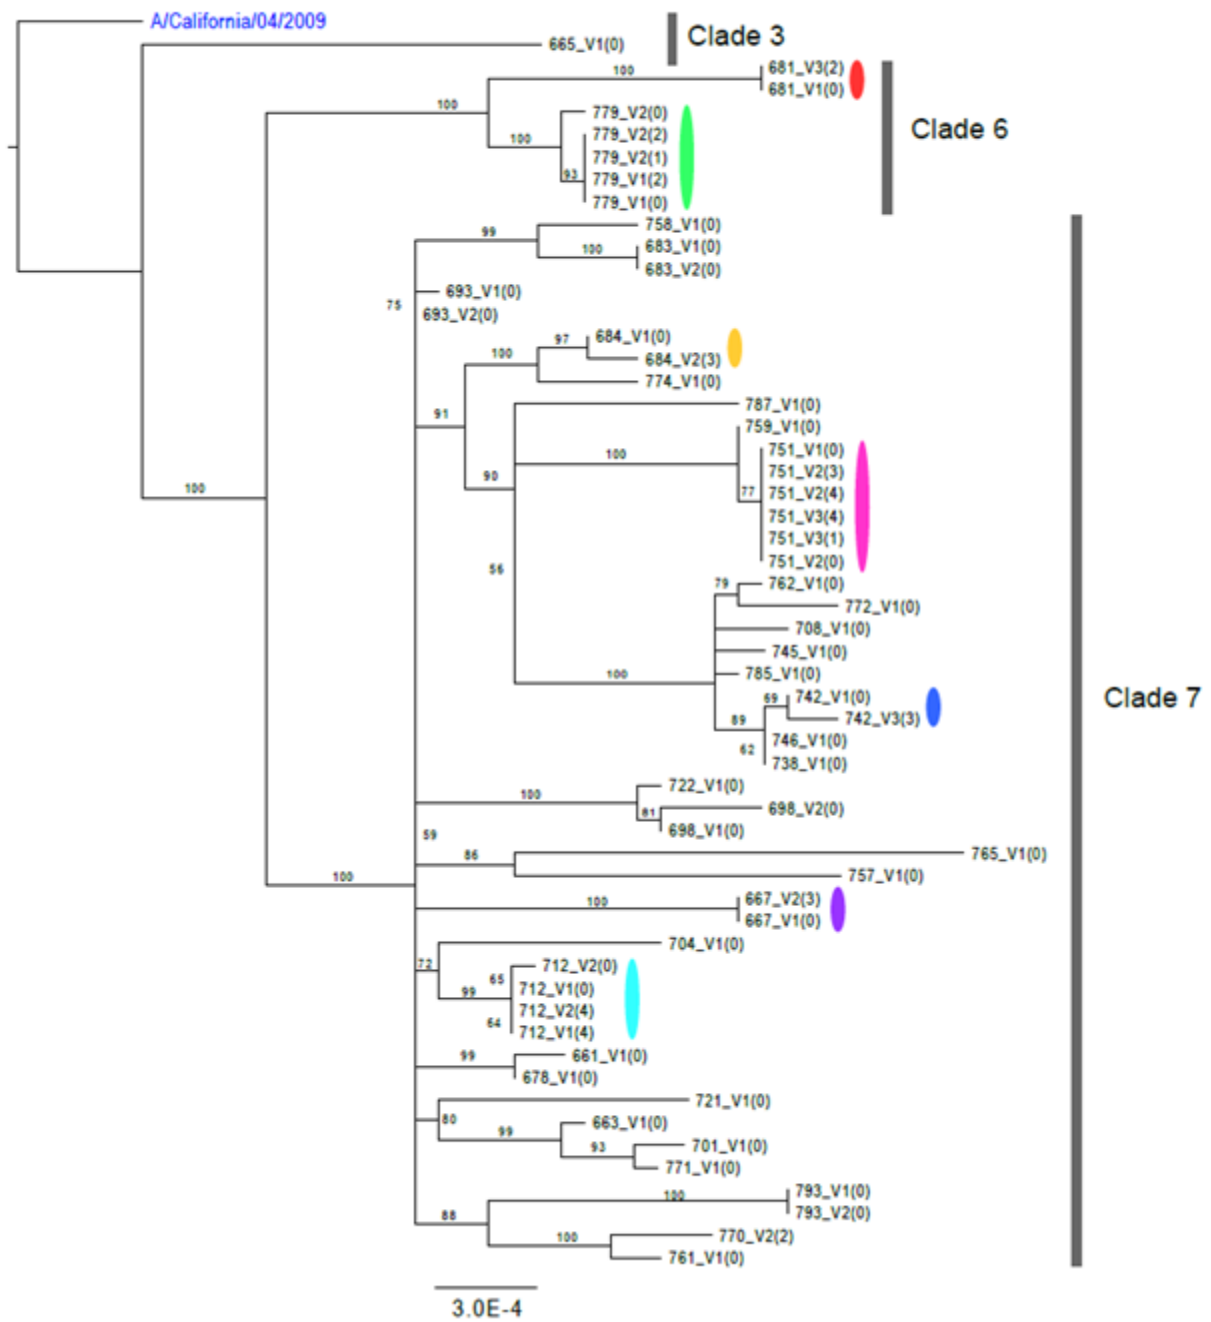 A/California/04/2009
Clade 3
665_V1(0)
100
681_V3(2)
681_V1(0)
100
779_V2(0)
Clade 6
100
779_V2(2)
779_V2(1)
93
779_V1(2)
779_V1(0)
758_V1(0)
99
683_V1(0)
100
683_V2(0)
693_V1(0)
75
693_V2(0)
684_V1(0)
97
100
684_V2(3)
774_V1(0)
787_V1(0)
91
759_V1(0)
751_V1(0)
100
751_V2(3)
90
77
751_V2(4)
751_V3(4)
751_V3(1)
751_V2(0)
100
56
79
762_V1(0)
772_V1(0)
708_V1(0)
745_V1(0)
100
785_V1(0)
69
742_V1(0)
Clade 7
89
742_V3(3)
62
746_V1(0)
738_V1(0)
722_V1(0)
100
698_V2(0)
81
698_V1(0)
59
86
765_V1(0)
100
757_V1(0)
100
667_V2(3)
667_V1(0)
704_V1(0)
72
712_V2(0)
65
99
712_V1(0)
712_V2(4)
64
712_V1(4)
99
661_V1(0)
678_V1(0)
721_V1(0)
80
663_V1(0)
99
93
701_V1(0)
771_V1(0)
100
793_V1(0)
793_V2(0)
88
770_V2(2)
100
761_V1(0)
3.0E-4